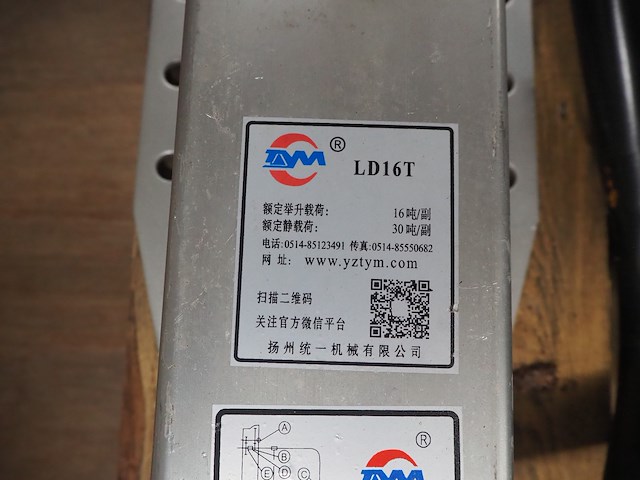 TYM ®
LD16T
额定举升载荷: 16吨/副
额定静载荷: 30吨/副
电话:0514-85123491 传真:0514-85550682
网 址: www.yztym.com
扫描二维码
关注官方微信平台
扬州统一机械有限公司
®
TYM
A
B
E D C